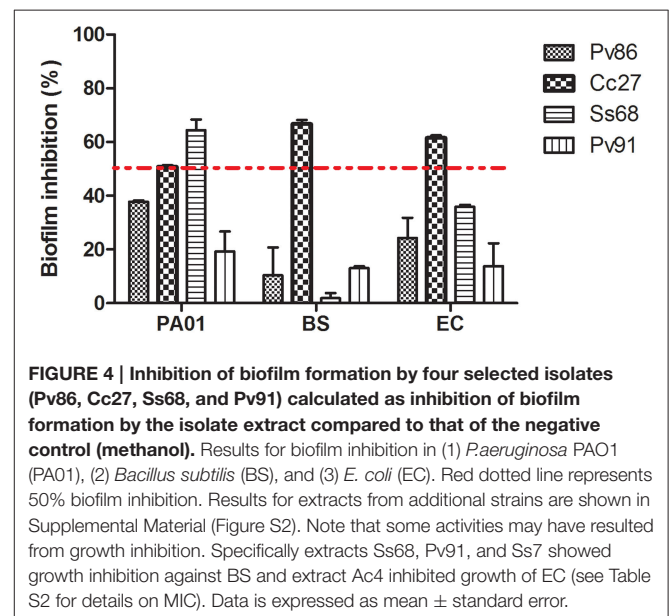 100
80
60
40
20
0
Biofilm inhibition (%)
PA01
BS
EC
Pv86
Cc27
Ss68
Pv91
FIGURE 4 | Inhibition of biofilm formation by four selected isolates
(Pv86, Cc27, Ss68, and Pv91) calculated as inhibition of biofilm
formation by the isolate extract compared to that of the negative
control (methanol). Results for biofilm inhibition in (1) P.aeruginosa PAO1
(PA01), (2) Bacillus subtilis (BS), and (3) E. coli (EC). Red dotted line represents
50% biofilm inhibition. Results for extracts from additional strains are shown in
Supplemental Material (Figure S2). Note that some activities may have resulted
from growth inhibition. Specifically extracts Ss68, Pv91, and Ss7 showed
growth inhibition against BS and extract Ac4 inhibited growth of EC (see Table
S2 for details on MIC). Data is expressed as mean ± standard error.